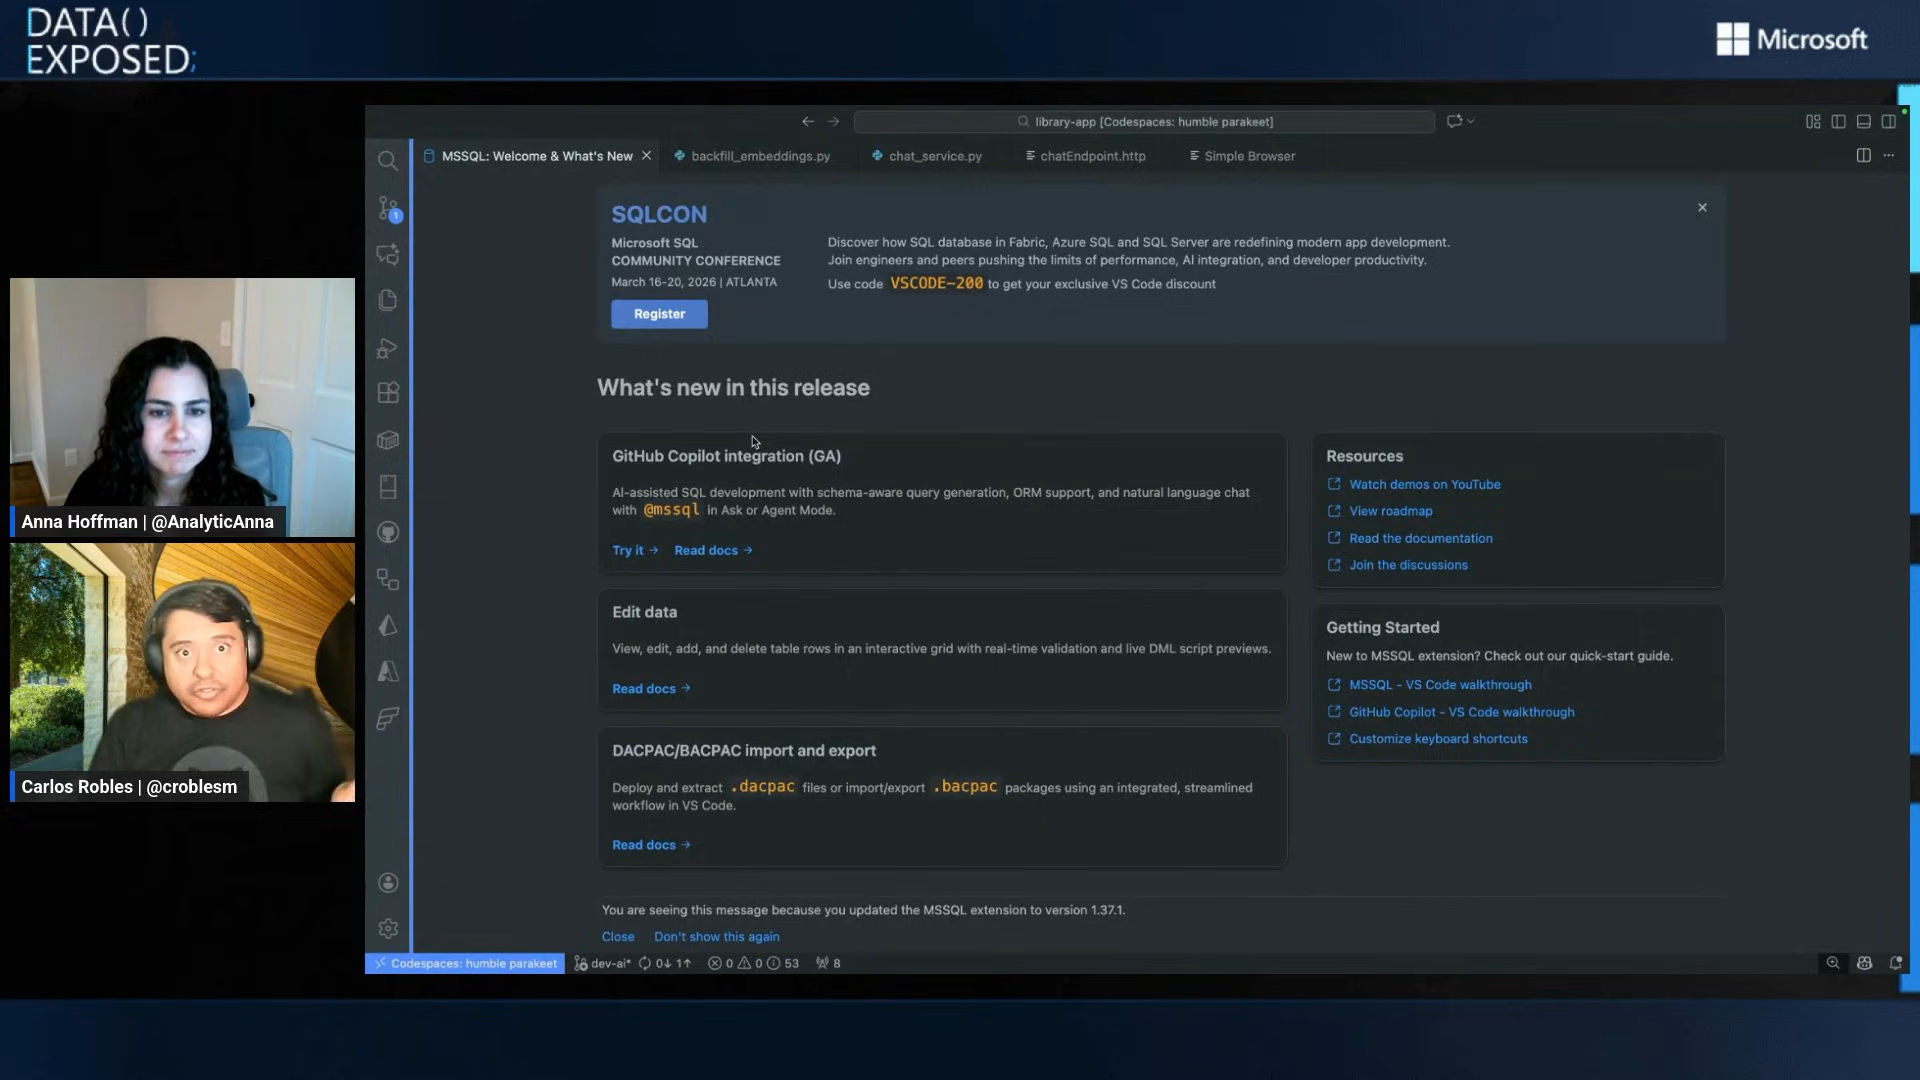 DATA()
EXPOSED;
Microsoft
library-app [Codespaces: humble parakeet]
MSSQL: Welcome & What's New
backfill_embeddings.py
chat_service.py
chatEndpoint.http
Simple Browser
SQLCON
Microsoft SQL
COMMUNITY CONFERENCE
March 16-20, 2026 | ATLANTA
Register
Discover how SQL database in Fabric, Azure SQL and SQL Server are redefining modern app development.
Join engineers and peers pushing the limits of performance, AI integration, and developer productivity.
Use code VSCODE-200 to get your exclusive VS Code discount
What's new in this release
GitHub Copilot integration (GA)
AI-assisted SQL development with schema-aware query generation, ORM support, and natural language chat
with @mssql in Ask or Agent Mode.
Try it → Read docs →
Edit data
View, edit, add, and delete table rows in an interactive grid with real-time validation and live DML script previews.
Read docs →
DACPAC/BACPAC import and export
Deploy and extract .dacpac files or import/export .bacpac packages using an integrated, streamlined
workflow in VS Code.
Read docs →
Resources
Watch demos on YouTube
View roadmap
Read the documentation
Join the discussions
Getting Started
New to MSSQL extension? Check out our quick-start guide.
MSSQL - VS Code walkthrough
GitHub Copilot - VS Code walkthrough
Customize keyboard shortcuts
You are seeing this message because you updated the MSSQL extension to version 1.37.1.
Close Don't show this again
1
Codespaces: humble parakeet
dev-ai* 0↓ 1↑ 0 0 53 8
Anna Hoffman | @AnalyticAnna
Carlos Robles | @croblesm